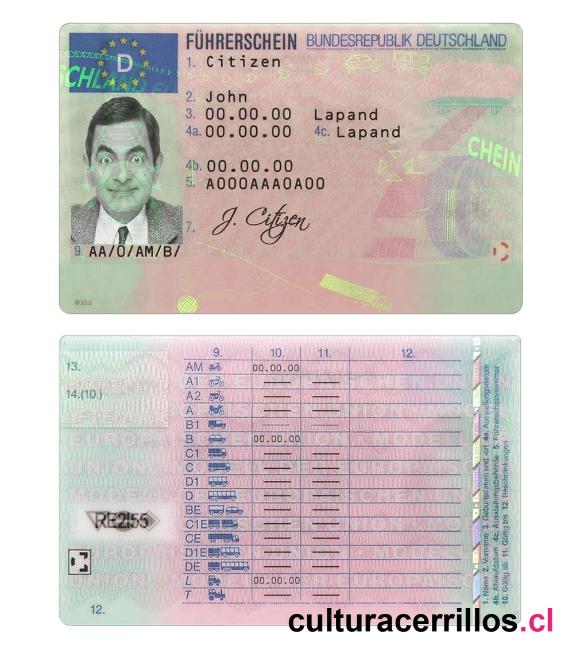 FÜHRERSCHEIN BUNDESREPUBLIK DEUTSCHLAND
D
1. Citizen
2. John
3. 00.00.00 Lapand
4a. 00.00.00 4c. Lapand
4b. 00.00.00
5. A000AAA0A00
7. J. Citizen
CHEIN
9. AA/O/AM/B/
©2013
13.
14.(10.)
9. 10. 11. 12.
AM 00.00.00
A1
A2
A
B1
B 00.00.00
C1
C
D1
D
BE
C1E
CE
D1E
DE
L 00.00.00
T
RE2I55
12.
1. Name 2. Vorname 3. Geburtsdatum und -ort 4a. Ausstellungsdatum
4b. Ablaufdatum 4c. Ausstellungsbehörde 5. Führerscheinnummer
10. Gültig ab 11. Gültig bis 12. Beschränkungen
culturacerrillos.cl